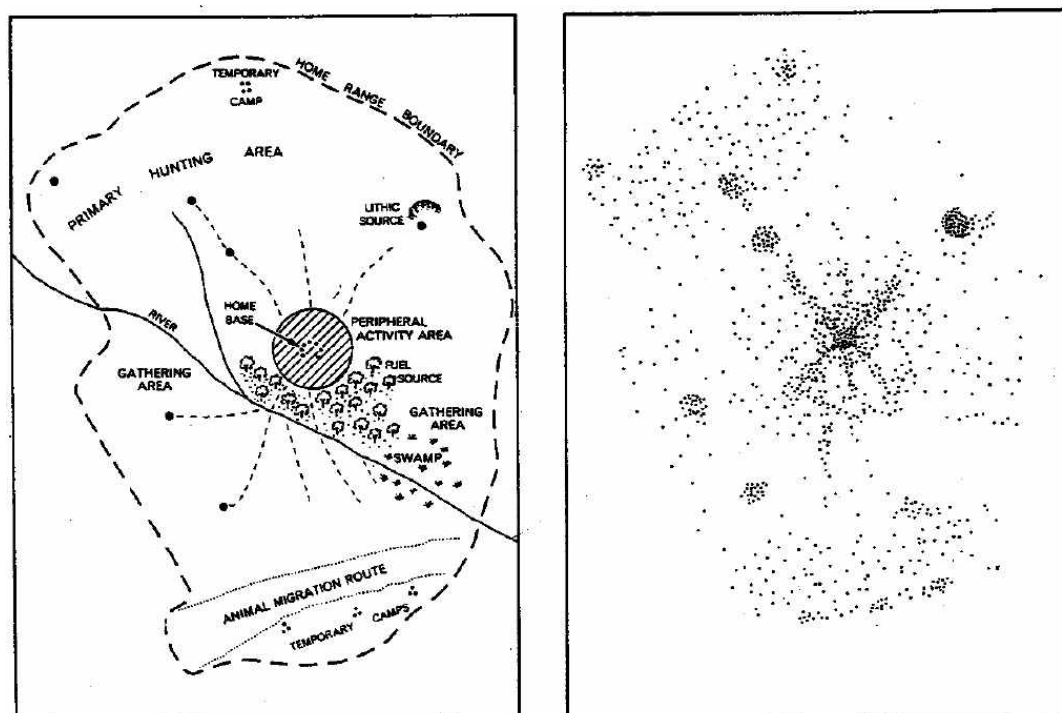 HOME RANGE BOUNDARY
TEMPORARY
CAMP
PRIMARY HUNTING AREA
LITHIC
SOURCE
HOME
BASE
RIVER
PERIPHERAL
ACTIVITY AREA
FUEL
SOURCE
GATHERING
AREA
GATHERING
AREA
SWAMP
ANIMAL MIGRATION ROUTE
TEMPORARY CAMPS